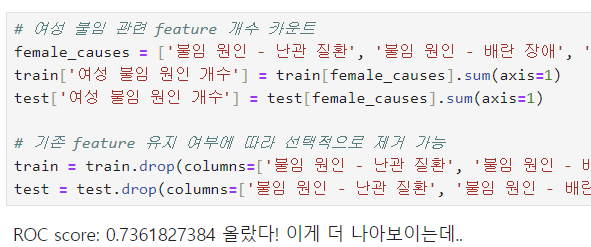 # 여성 불임 관련 feature 개수 카운트
female_causes = ['불임 원인 - 난관 질환', '불임 원인 - 배란 장애', '
train['여성 불임 원인 개수'] = train[female_causes].sum(axis=1)
test['여성 불임 원인 개수'] = test[female_causes].sum(axis=1)
# 기존 feature 유지 여부에 따라 선택적으로 제거 가능
train = train.drop(columns=['불임 원인 - 난관 질환', '불임 원인 - 
test = test.drop(columns=['불임 원인 - 난관 질환', '불임 원인 - 배란
ROC score: 0.7361827384 올랐다! 이게 더 나아보이는데..